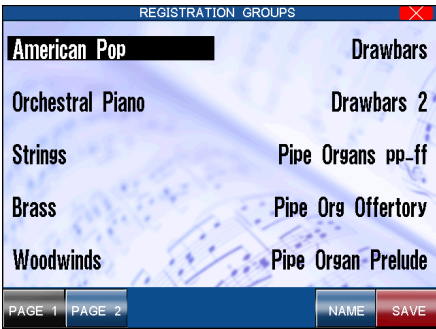 REGISTRATION GROUPS
American Pop
Drawbars
Orchestral Piano
Drawbars 2
Strings
Pipe Organs pp-ff
Brass
Pipe Org Offertory
Woodwinds
Pipe Organ Prelude
PAGE 1
PAGE 2
NAME
SAVE